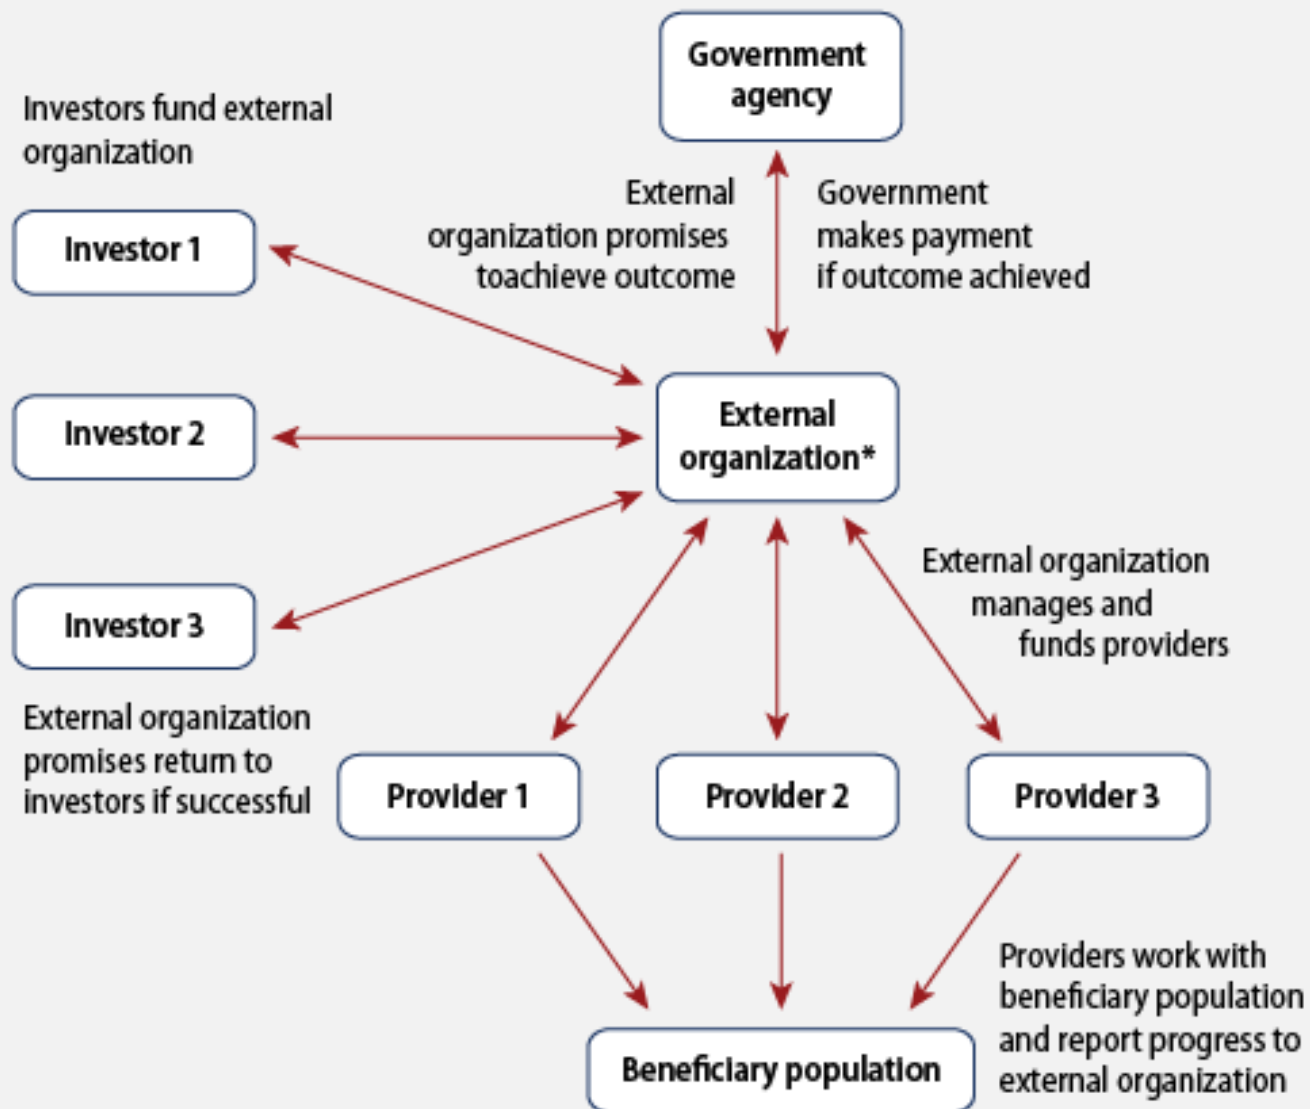 Government
agency
Investors fund external
organization
External
organization promises
toachieve outcome
Government
makes payment
if outcome achieved
Investor 1
Investor 2
Investor 3
External
organization*
External organization
manages and
funds providers
External organization
promises return to
investors if successful
Provider 1
Provider 2
Provider 3
Providers work with
beneficiary population
and report progress to
external organization
Beneficiary population